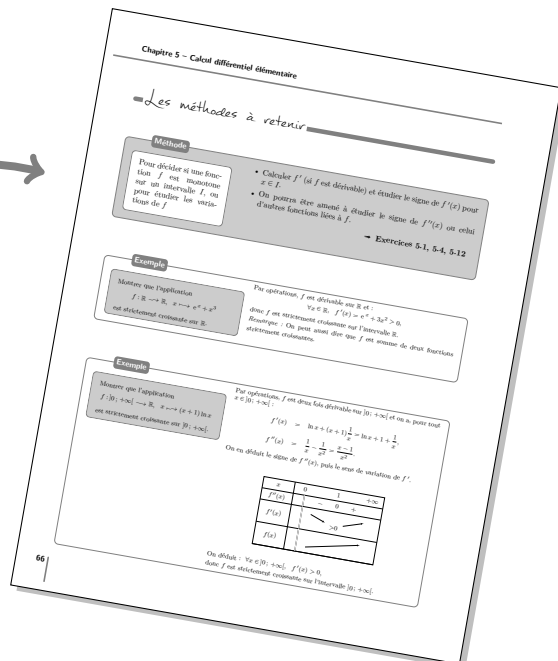 Chapitre 5 – Calcul différentiel élémentaire
Les méthodes à retenir
Méthode
Pour décider si une fonc-
tion f est monotone
sur un intervalle I, ou
pour étudier les varia-
tions de f
• Calculer f′ (si f est dérivable) et étudier le signe de f′(x) pour
x ∈ I.
• On pourra être amené à étudier le signe de f″(x) ou celui
d'autres fonctions liées à f.
➞ Exercices 5-1, 5-4, 5-12
Exemple
Montrer que l'application
f : ℝ ⟶ ℝ, x ⟼ eˣ + x³
est strictement croissante sur ℝ.
Par opérations, f est dérivable sur ℝ et :
∀x ∈ ℝ, f′(x) = eˣ + 3x² > 0,
donc f est strictement croissante sur l'intervalle ℝ.
Remarque : On peut aussi dire que f est somme de deux fonctions
strictement croissantes.
Exemple
Montrer que l'application
f : ]0 ; +∞[ ⟶ ℝ, x ⟼ (x + 1) ln x
est strictement croissante sur ]0 ; +∞[.
Par opérations, f est deux fois dérivable sur ]0 ; +∞[ et on a, pour tout
x ∈ ]0 ; +∞[ :
f′(x) = ln x + (x + 1) 1/x = ln x + 1 + 1/x,
f″(x) = 1/x − 1/x² = (x − 1)/x².
On en déduit le signe de f″(x), puis le sens de variation de f′.
x 0 1 +∞
f″(x) − 0 +
f′(x) >0
f(x)
On déduit : ∀x ∈ ]0 ; +∞[, f′(x) > 0,
donc f est strictement croissante sur l'intervalle ]0 ; +∞[.
66